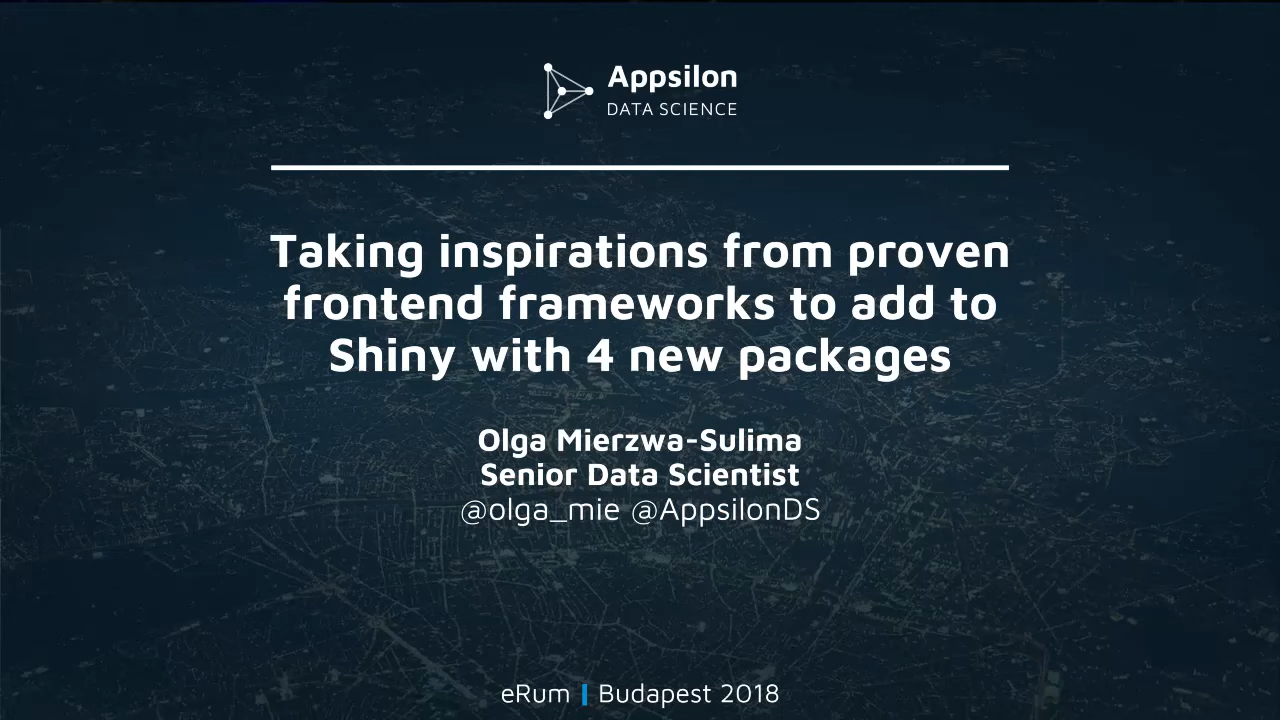 Appsilon
DATA SCIENCE
Taking inspirations from proven
frontend frameworks to add to
Shiny with 4 new packages
Olga Mierzwa-Sulima
Senior Data Scientist
@olga_mie @AppsilonDS
eRum | Budapest 2018